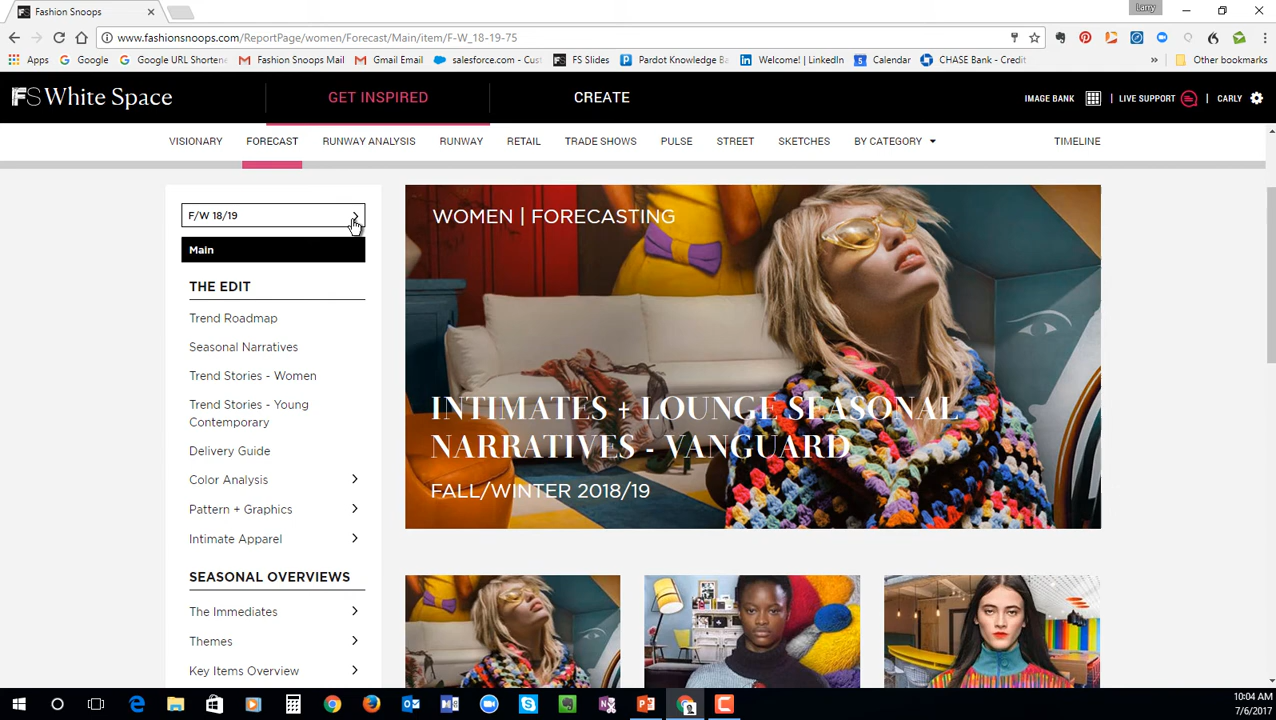 Fashion Snoops
Larry
www.fashionsnoops.com/ReportPage/women/Forecast/Main/item/F-W_18-19-75
Apps Google Google URL Shortene Fashion Snoops Mail Gmail Email salesforce.com - Cust FS Slides Pardot Knowledge Ba Welcome! | LinkedIn Calendar CHASE Bank - Credit » Other bookmarks
FS White Space GET INSPIRED CREATE IMAGE BANK | LIVE SUPPORT | CARLY
VISIONARY FORECAST RUNWAY ANALYSIS RUNWAY RETAIL TRADE SHOWS PULSE STREET SKETCHES BY CATEGORY TIMELINE
F/W 18/19
Main
THE EDIT
Trend Roadmap
Seasonal Narratives
Trend Stories - Women
Trend Stories - Young
Contemporary
Delivery Guide
Color Analysis
Pattern + Graphics
Intimate Apparel
SEASONAL OVERVIEWS
The Immediates
Themes
Key Items Overview
WOMEN | FORECASTING
INTIMATES + LOUNGE SEASONAL
NARRATIVES - VANGUARD
FALL/WINTER 2018/19
10:04 AM
7/6/2017